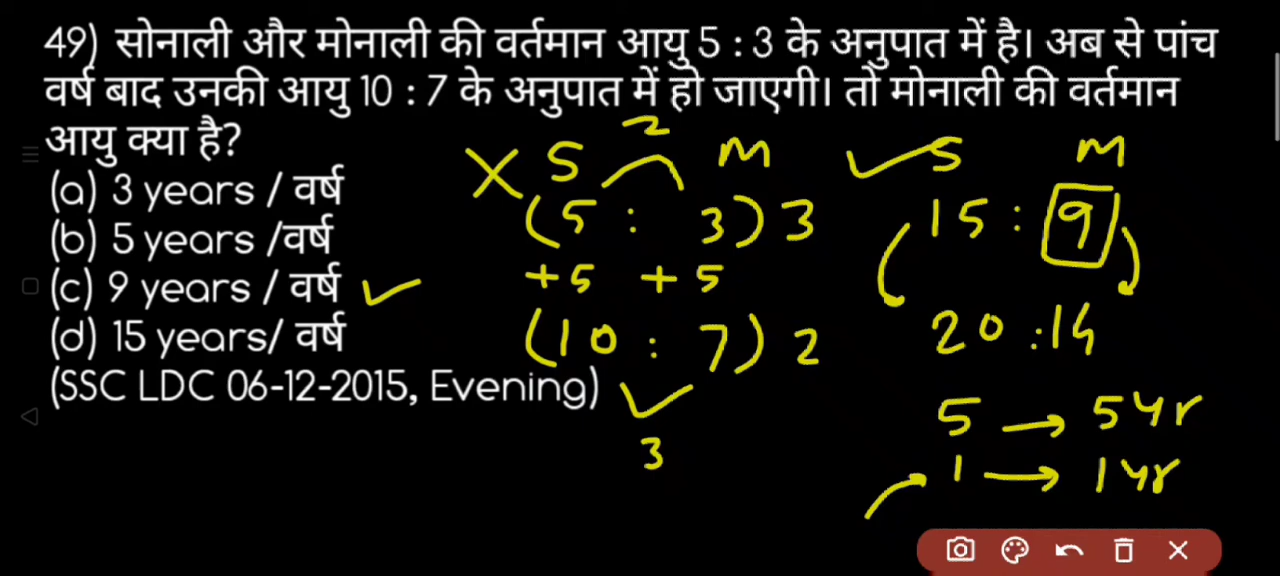 49) सोनाली और मोनाली की वर्तमान आयु 5 : 3 के अनुपात में है। अब से पांच
वर्ष बाद उनकी आयु 10 : 7 के अनुपात में हो जाएगी। तो मोनाली की वर्तमान
आयु क्या है?
(a) 3 years / वर्ष
(b) 5 years /वर्ष
(c) 9 years / वर्ष ✓
(d) 15 years/ वर्ष
(SSC LDC 06-12-2015, Evening)
2
X S M
(5 : 3) 3
+5 +5
(10 : 7) 2
✓
3
✓ S M
15 : 9
20 : 14
5 → 5yr
1 → 1yr